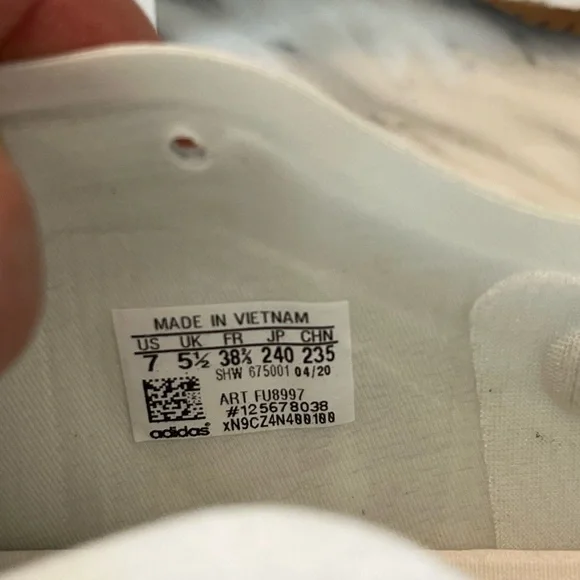 MADE IN VIETNAM
US UK FR JP CHN
7 5½ 38⅔ 240 235
SHW 675001 04/20
ART FU8997
#125678038
xN9CZ4N400100
adidas